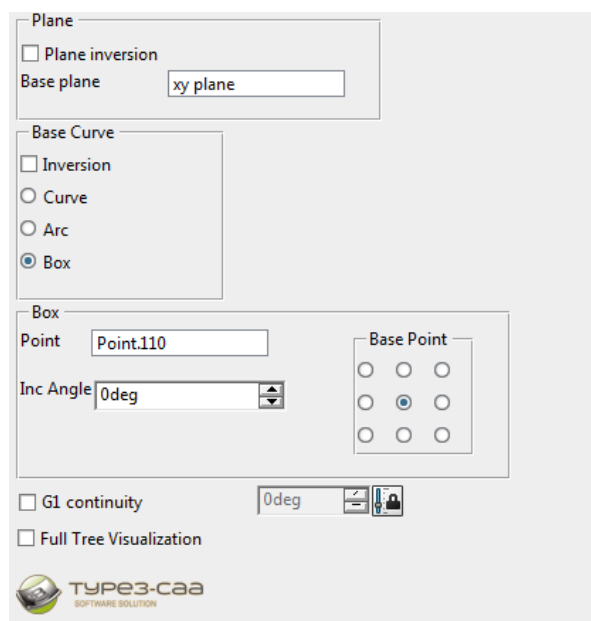 Plane
Plane inversion
Base plane xy plane
Base Curve
Inversion
Curve
Arc
Box
Box
Point Point.110
Base Point
Inc Angle 0deg
G1 continuity 0deg
Full Tree Visualization
TYPE3-CAA
SOFTWARE SOLUTION